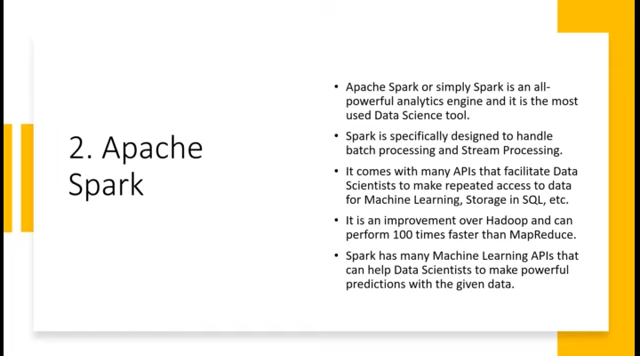 2. Apache
Spark
• Apache Spark or simply Spark is an all-
powerful analytics engine and it is the most
used Data Science tool.
• Spark is specifically designed to handle
batch processing and Stream Processing.
• It comes with many APIs that facilitate Data
Scientists to make repeated access to data
for Machine Learning, Storage in SQL, etc.
• It is an improvement over Hadoop and can
perform 100 times faster than MapReduce.
• Spark has many Machine Learning APIs that
can help Data Scientists to make powerful
predictions with the given data.